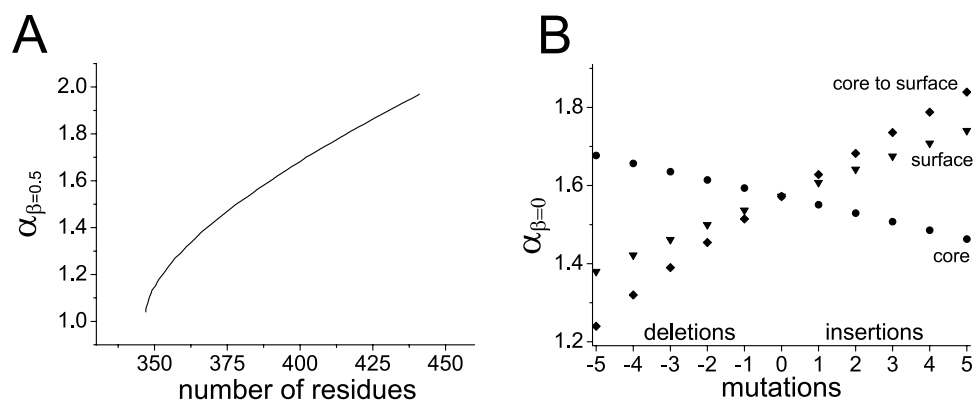 A
B
2.0
1.8
1.6
1.4
1.2
1.0
αβ=0.5
350
375
400
425
450
number of residues
1.8
1.6
1.4
1.2
αβ=0
core to surface
surface
core
deletions
insertions
-5 -4 -3 -2 -1 0 1 2 3 4 5
mutations